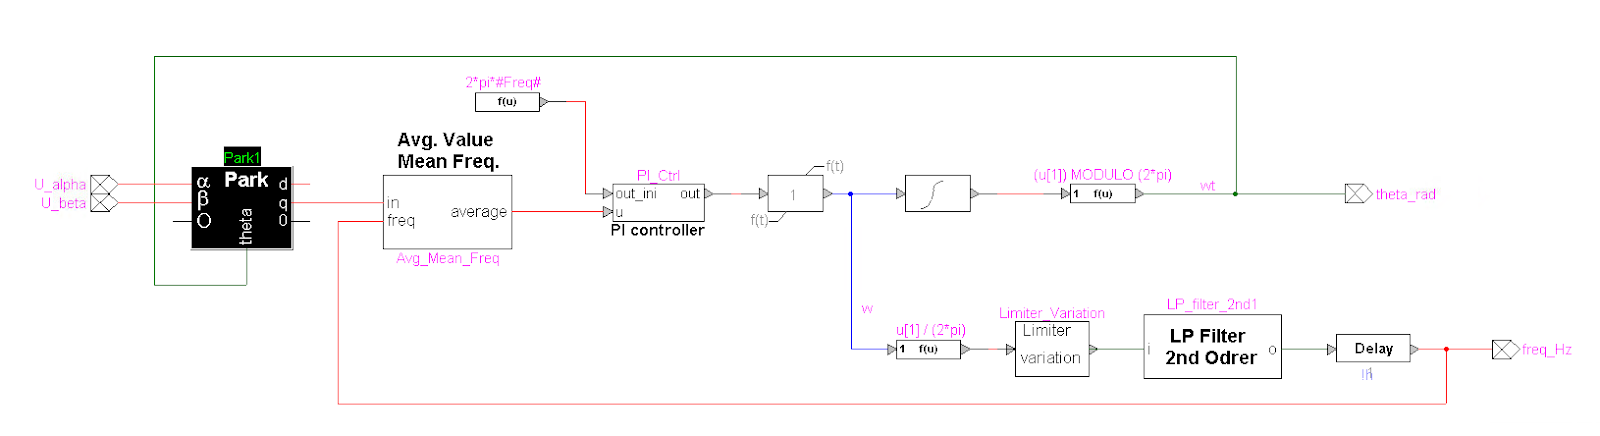 2*pi*#Freq#
f(u)
Avg. Value
Mean Freq.
Park1
Park
U_alpha
U_beta
α
β
O
d
q
0
theta
in
freq
average
Avg_Mean_Freq
PI_Ctrl
out_ini
out
u
PI controller
f(t)
1
f(t)
∫
(u[1]) MODULO (2*pi)
1 f(u)
wt
theta_rad
w
u[1] / (2*pi)
1 f(u)
Limiter_Variation
Limiter
variation
LP_filter_2nd1
LP Filter
2nd Odrer
i
o
Delay
freq_Hz